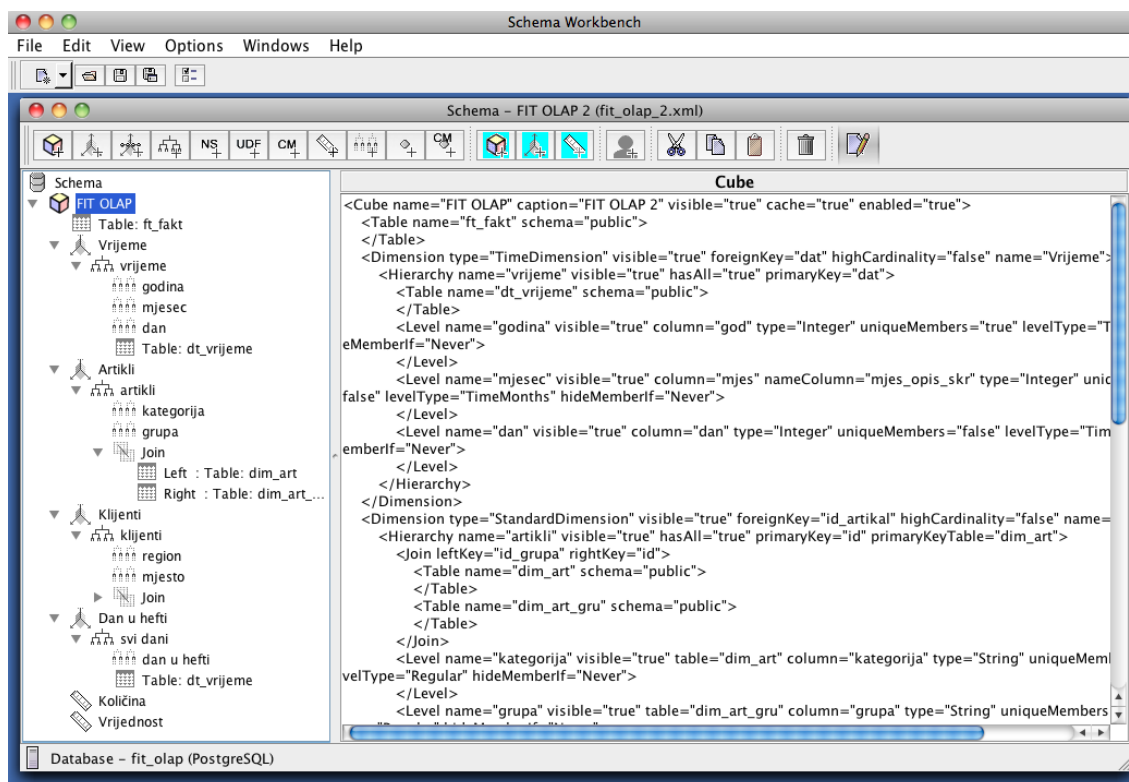 Schema Workbench
File Edit View Options Windows Help
Schema – FIT OLAP 2 (fit_olap_2.xml)
NS UDF CM CM
Schema
FIT OLAP
Table: ft_fakt
Vrijeme
vrijeme
godina
mjesec
dan
Table: dt_vrijeme
Artikli
artikli
kategorija
grupa
Join
Left : Table: dim_art
Right : Table: dim_art_...
Klijenti
klijenti
region
mjesto
Join
Dan u hefti
svi dani
dan u hefti
Table: dt_vrijeme
Količina
Vrijednost
Cube
<Cube name="FIT OLAP" caption="FIT OLAP 2" visible="true" cache="true" enabled="true">
<Table name="ft_fakt" schema="public">
</Table>
<Dimension type="TimeDimension" visible="true" foreignKey="dat" highCardinality="false" name="Vrijeme">
<Hierarchy name="vrijeme" visible="true" hasAll="true" primaryKey="dat">
<Table name="dt_vrijeme" schema="public">
</Table>
<Level name="godina" visible="true" column="god" type="Integer" uniqueMembers="true" levelType="T
eMemberIf="Never">
</Level>
<Level name="mjesec" visible="true" column="mjes" nameColumn="mjes_opis_skr" type="Integer" unic
false" levelType="TimeMonths" hideMemberIf="Never">
</Level>
<Level name="dan" visible="true" column="dan" type="Integer" uniqueMembers="false" levelType="Tim
emberIf="Never">
</Level>
</Hierarchy>
</Dimension>
<Dimension type="StandardDimension" visible="true" foreignKey="id_artikal" highCardinality="false" name=
<Hierarchy name="artikli" visible="true" hasAll="true" primaryKey="id" primaryKeyTable="dim_art">
<Join leftKey="id_grupa" rightKey="id">
<Table name="dim_art" schema="public">
</Table>
<Table name="dim_art_gru" schema="public">
</Table>
</Join>
<Level name="kategorija" visible="true" table="dim_art" column="kategorija" type="String" uniqueMeml
velType="Regular" hideMemberIf="Never">
</Level>
<Level name="grupa" visible="true" table="dim_art_gru" column="grupa" type="String" uniqueMembers
Database – fit_olap (PostgreSQL)